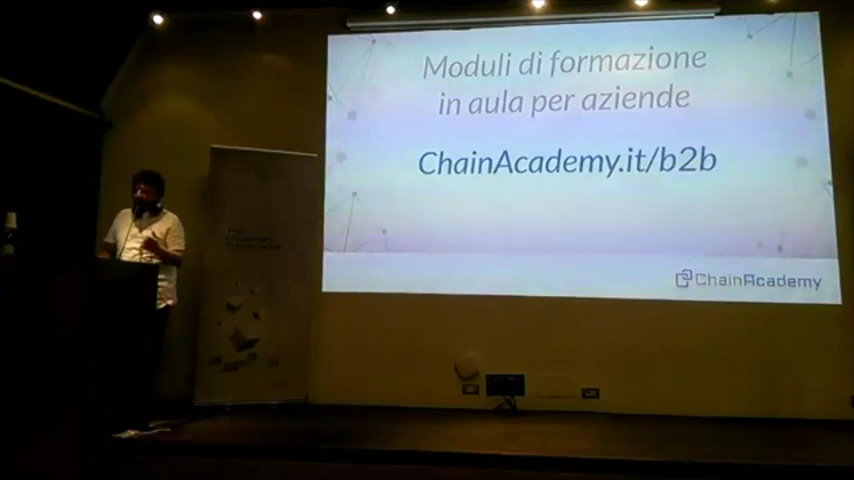 Moduli di formazione
in aula per aziende
ChainAcademy.it/b2b
ChainAcademy